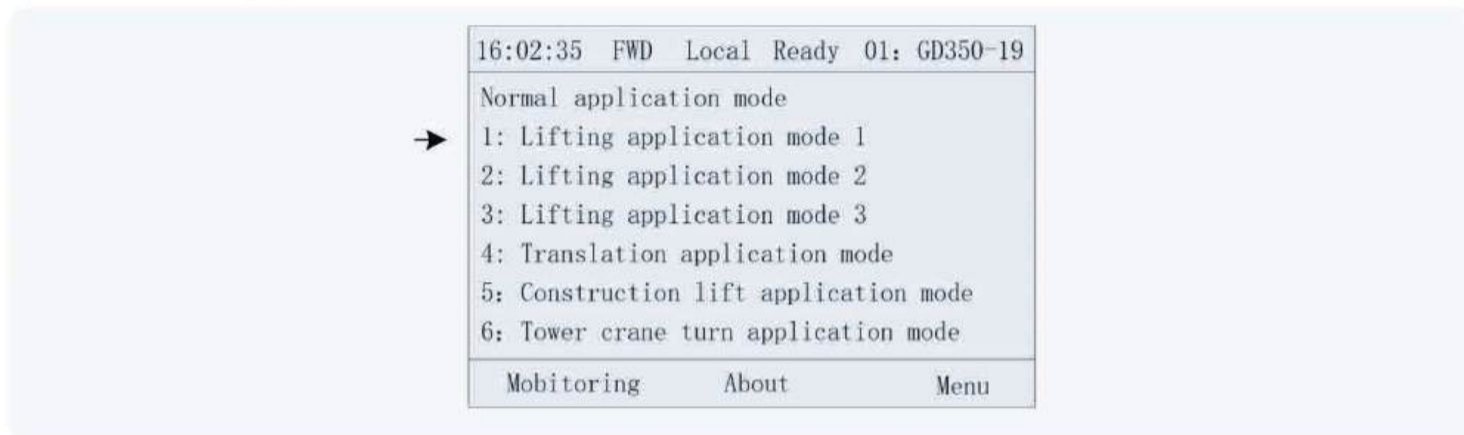 16:02:35 FWD Local Ready 01: GD350-19
Normal application mode
1: Lifting application mode 1
2: Lifting application mode 2
3: Lifting application mode 3
4: Translation application mode
5: Construction lift application mode
6: Tower crane turn application mode
Mobitoring About Menu